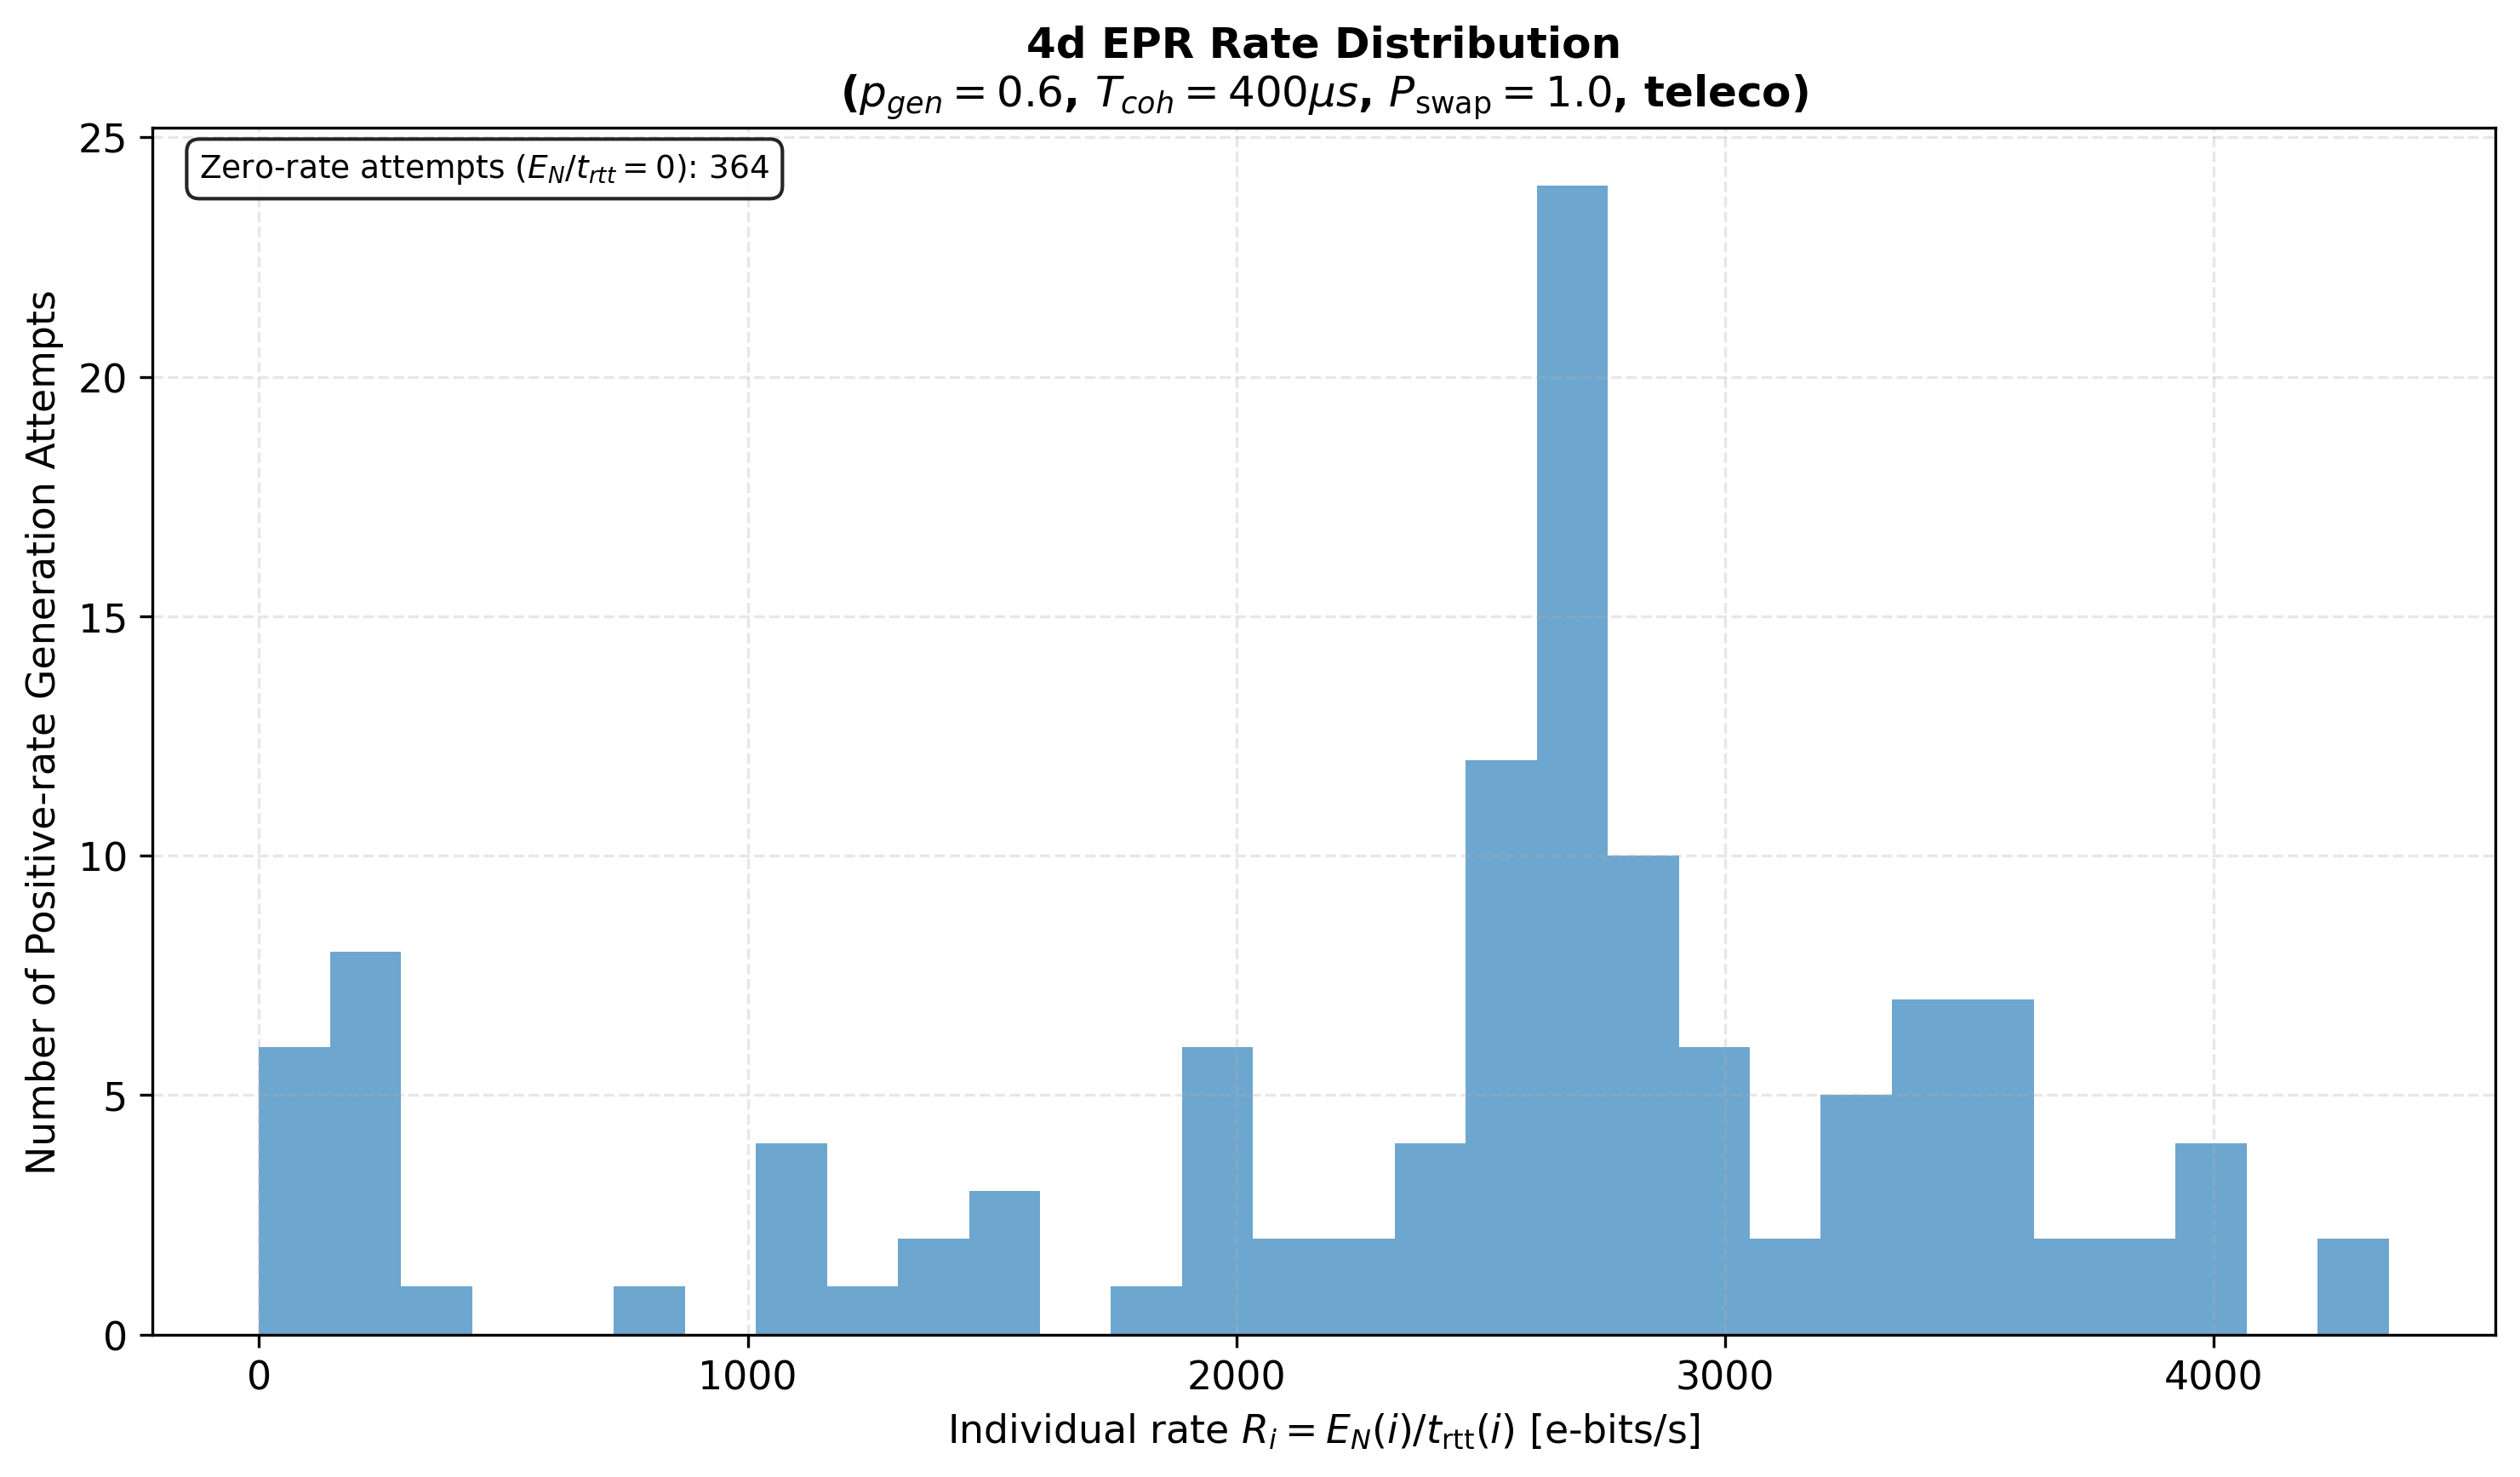 4d EPR Rate Distribution
(p_gen = 0.6, T_coh = 400μs, P_swap = 1.0, teleco)
Zero-rate attempts (E_N/t_rtt = 0): 364
Number of Positive-rate Generation Attempts
25
20
15
10
5
0
0 1000 2000 3000 4000
Individual rate R_i = E_N(i)/t_rtt(i) [e-bits/s]